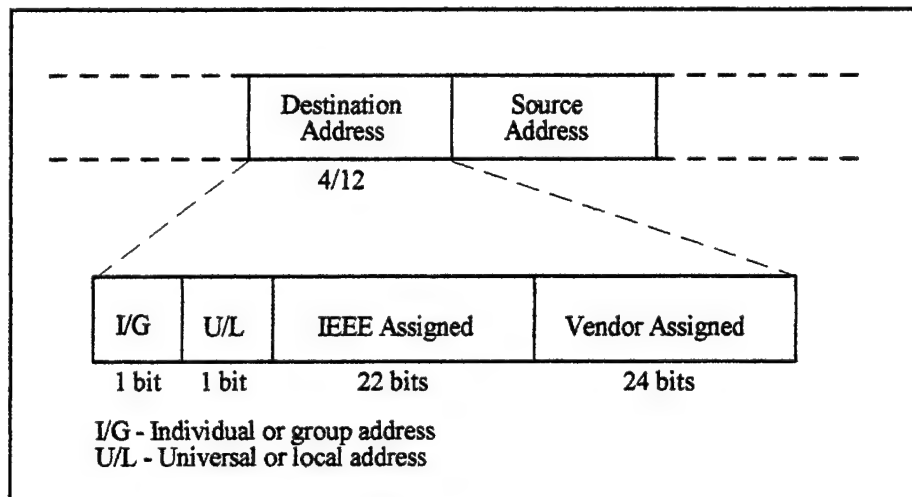 Destination
Address
Source
Address
4/12
I/G
U/L
IEEE Assigned
Vendor Assigned
1 bit
1 bit
22 bits
24 bits
I/G - Individual or group address
U/L - Universal or local address